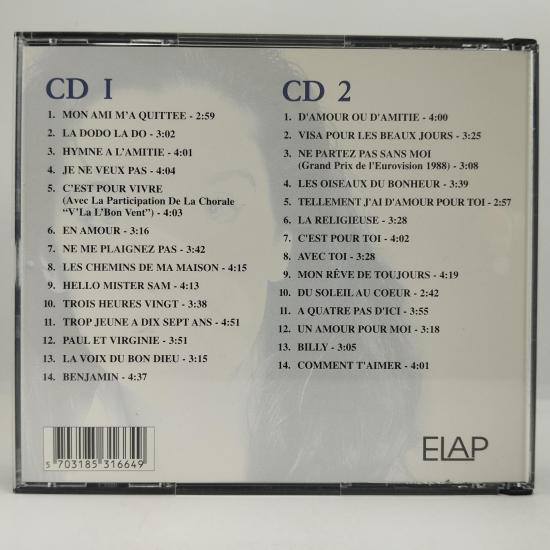 CD I
1. MON AMI M'A QUITTEE - 2:59
2. LA DODO LA DO - 3:02
3. HYMNE A L'AMITIE - 4:01
4. JE NE VEUX PAS - 4:04
5. C'EST POUR VIVRE
(Avec La Participation De La Chorale
"V'La L'Bon Vent") - 4:03
6. EN AMOUR - 3:16
7. NE ME PLAIGNEZ PAS - 3:42
8. LES CHEMINS DE MA MAISON - 4:15
9. HELLO MISTER SAM - 4:13
10. TROIS HEURES VINGT - 3:38
11. TROP JEUNE A DIX SEPT ANS - 4:51
12. PAUL ET VIRGINIE - 3:51
13. LA VOIX DU BON DIEU - 3:15
14. BENJAMIN - 4:37
CD 2
1. D'AMOUR OU D'AMITIE - 4:00
2. VISA POUR LES BEAUX JOURS - 3:25
3. NE PARTEZ PAS SANS MOI
(Grand Prix de l'Eurovision 1988) - 3:08
4. LES OISEAUX DU BONHEUR - 3:39
5. TELLEMENT J'AI D'AMOUR POUR TOI - 2:57
6. LA RELIGIEUSE - 3:28
7. C'EST POUR TOI - 4:02
8. AVEC TOI - 3:28
9. MON RÊVE DE TOUJOURS - 4:19
10. DU SOLEIL AU COEUR - 2:42
11. A QUATRE PAS D'ICI - 3:55
12. UN AMOUR POUR MOI - 3:18
13. BILLY - 3:05
14. COMMENT T'AIMER - 4:01
5 703185 316649
ELAP